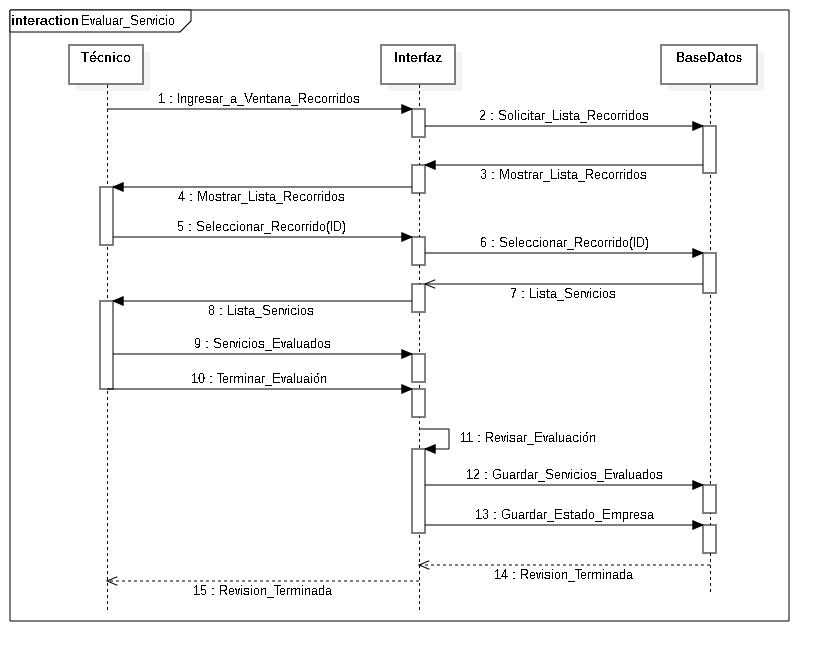 interaction Evaluar_Servicio
Técnico
Interfaz
BaseDatos
1 : Ingresar_a_Ventana_Recorridos
2 : Solicitar_Lista_Recorridos
3 : Mostrar_Lista_Recorridos
4 : Mostrar_Lista_Recorridos
5 : Seleccionar_Recorrido(ID)
6 : Seleccionar_Recorrido(ID)
7 : Lista_Servicios
8 : Lista_Servicios
9 : Servicios_Evaluados
10 : Terminar_Evaluaión
11 : Revisar_Evaluación
12 : Guardar_Servicios_Evaluados
13 : Guardar_Estado_Empresa
14 : Revision_Terminada
15 : Revision_Terminada